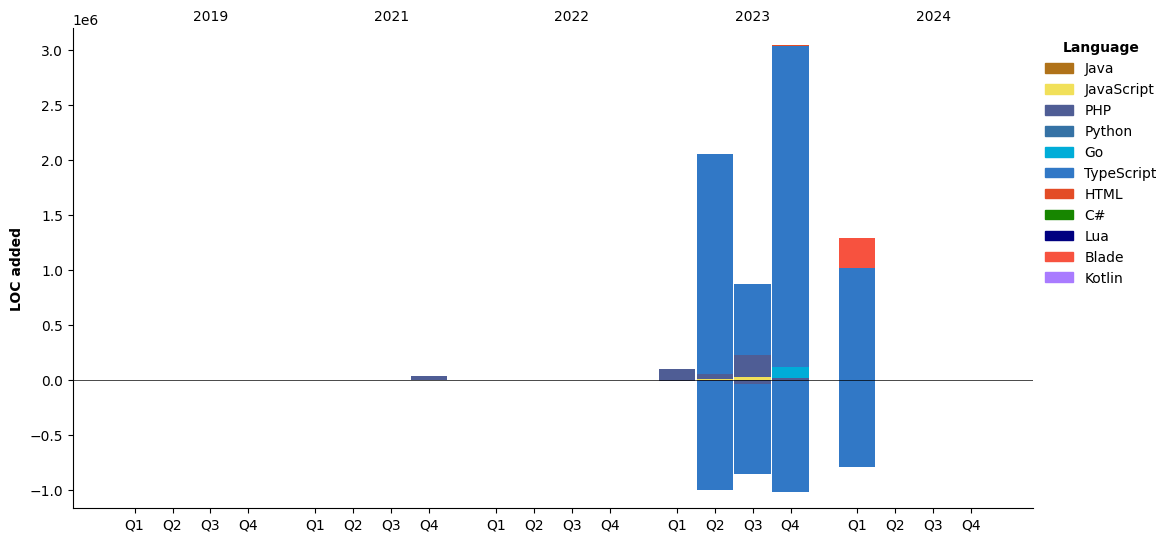 1e6
2019 2021 2022 2023 2024
3.0
2.5
2.0
1.5
1.0
0.5
0.0
−0.5
−1.0
LOC added
Q1 Q2 Q3 Q4 Q1 Q2 Q3 Q4 Q1 Q2 Q3 Q4 Q1 Q2 Q3 Q4 Q1 Q2 Q3 Q4
Language
Java
JavaScript
PHP
Python
Go
TypeScript
HTML
C#
Lua
Blade
Kotlin